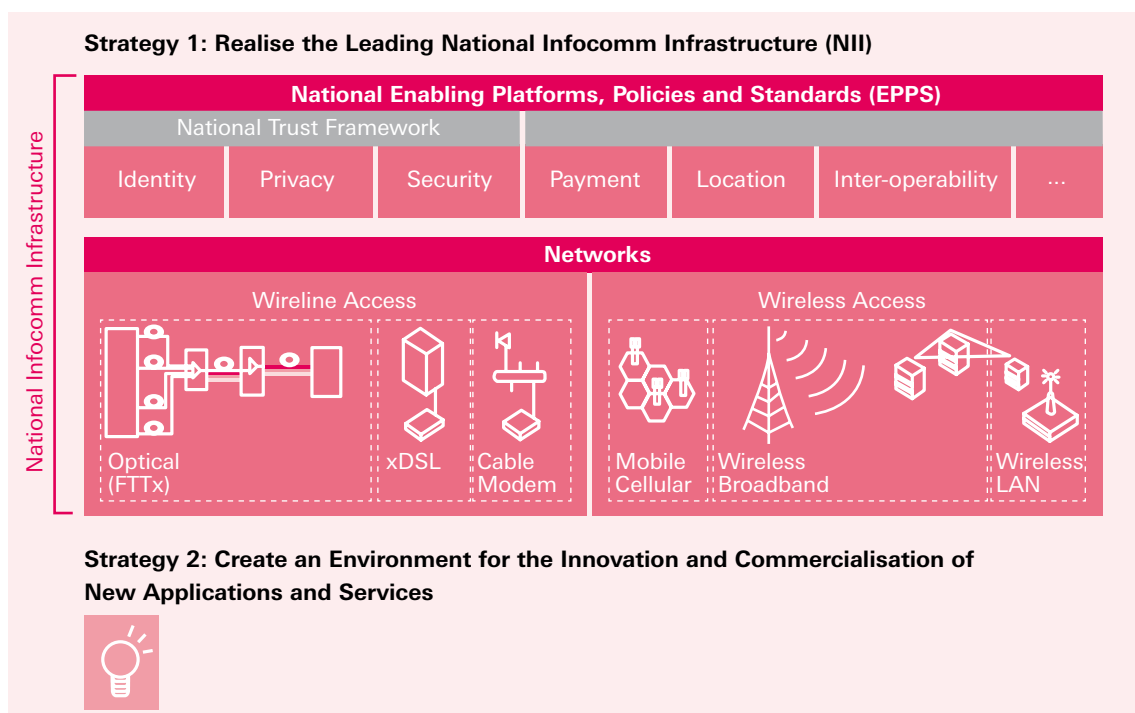 Strategy 1: Realise the Leading National Infocomm Infrastructure (NII)
National Infocomm Infrastructure
National Enabling Platforms, Policies and Standards (EPPS)
National Trust Framework
Identity
Privacy
Security
Payment
Location
Inter-operability
...
Networks
Wireline Access
Wireless Access
Optical
(FTTx)
xDSL
Cable
Modem
Mobile
Cellular
Wireless
Broadband
Wireless
LAN
Strategy 2: Create an Environment for the Innovation and Commercialisation of
New Applications and Services